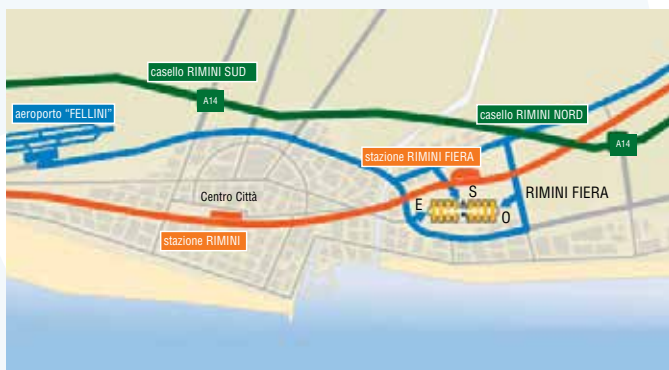 casello RIMINI SUD
A14
aeroporto "FELLINI"
casello RIMINI NORD
A14
stazione RIMINI FIERA
S
RIMINI FIERA
Centro Città
E
O
stazione RIMINI